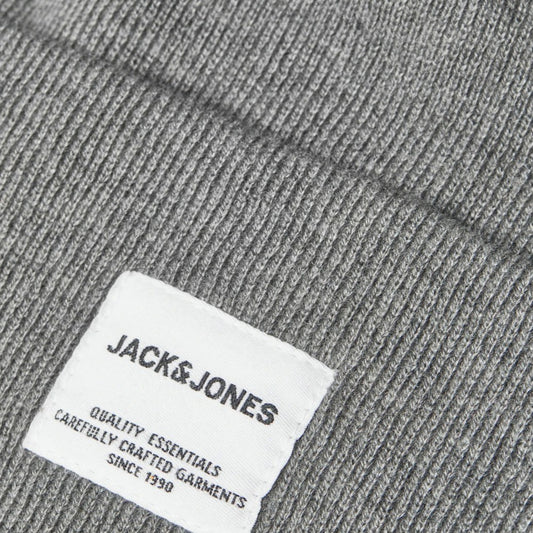 JACK&JONES
QUALITY ESSENTIALS
CAREFULLY CRAFTED GARMENTS
SINCE 1990